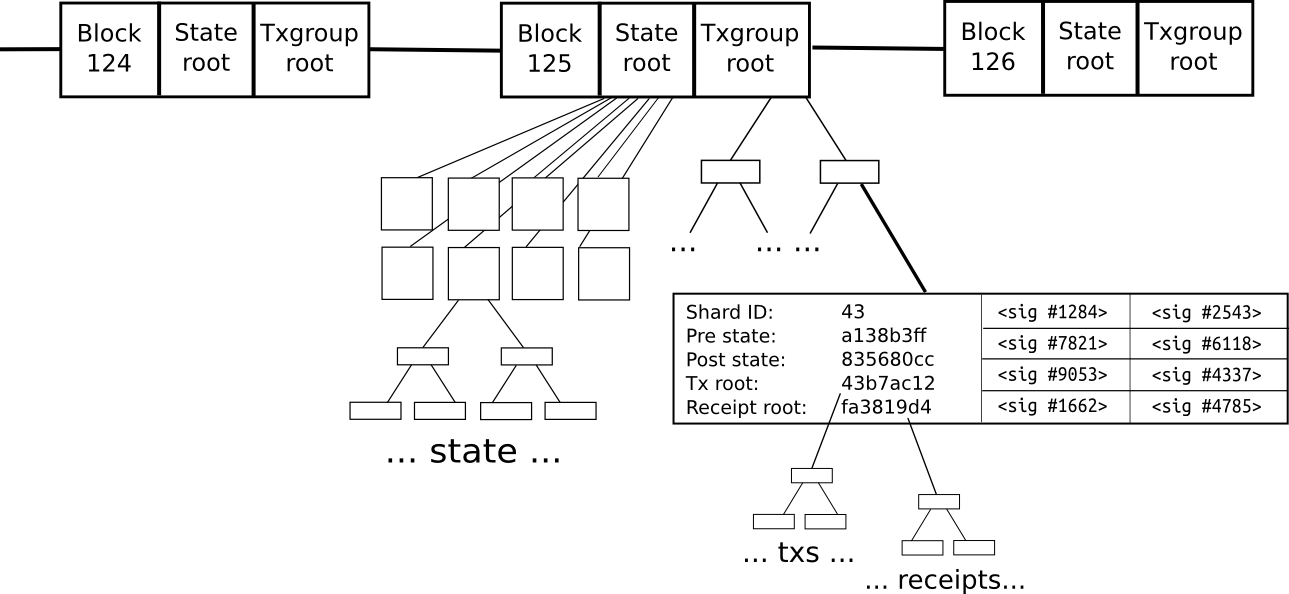 Block
124
State
root
Txgroup
root
Block
125
State
root
Txgroup
root
Block
126
State
root
Txgroup
root
...
... ...
Shard ID: 43
Pre state: a138b3ff
Post state: 835680cc
Tx root: 43b7ac12
Receipt root: fa3819d4
<sig #1284> <sig #2543>
<sig #7821> <sig #6118>
<sig #9053> <sig #4337>
<sig #1662> <sig #4785>
... state ...
... txs ...
... receipts...